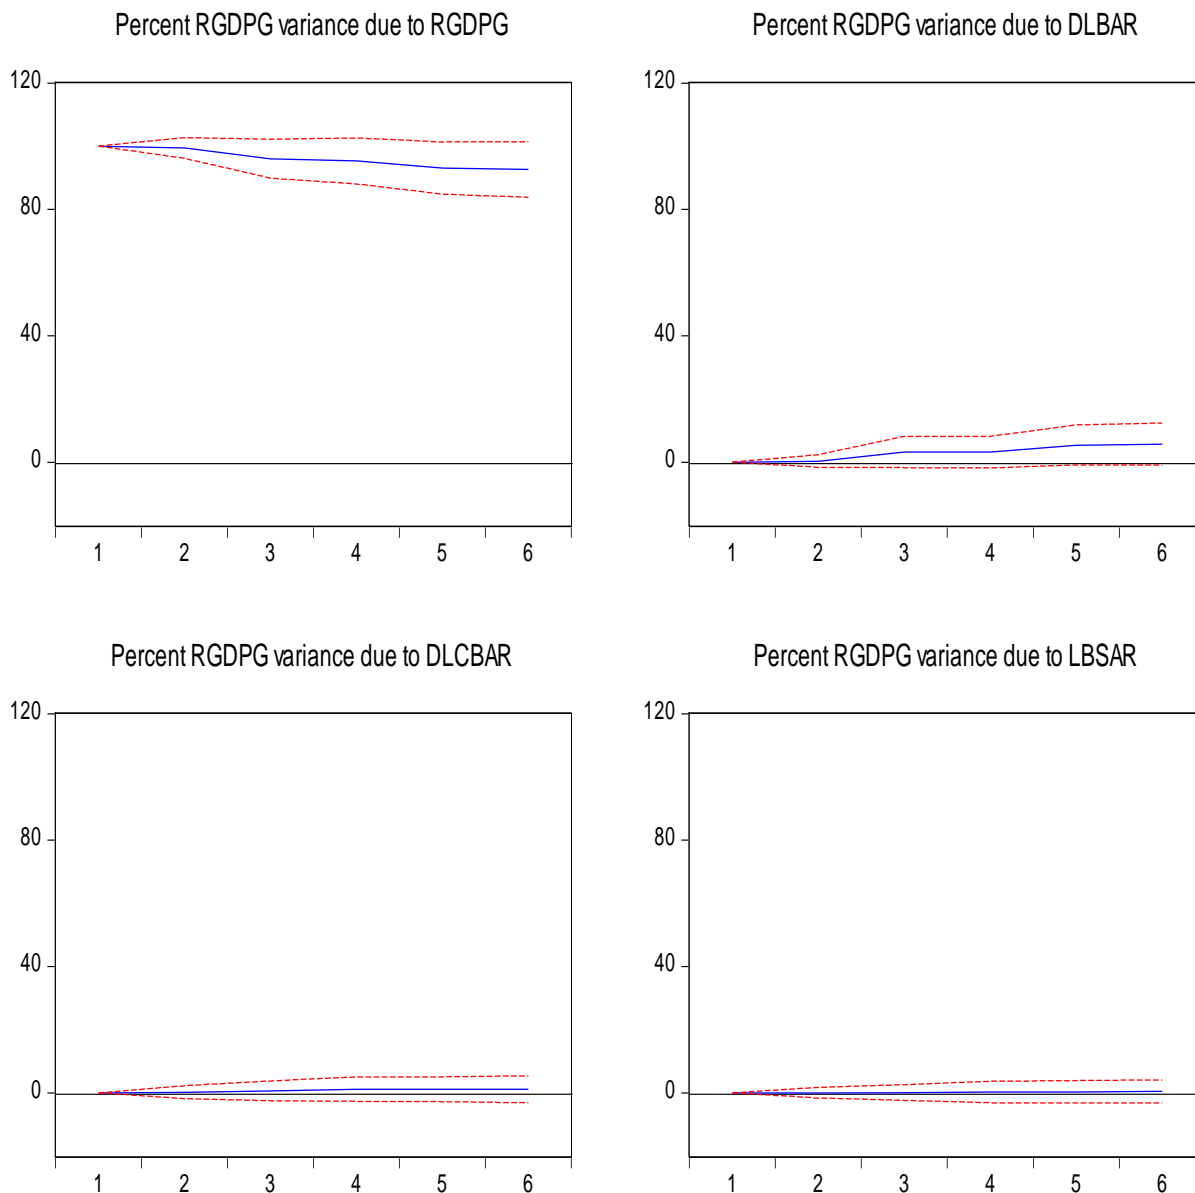 Percent RGDPG variance due to RGDPG
120
80
40
0
1 2 3 4 5 6
Percent RGDPG variance due to DLBAR
120
80
40
0
1 2 3 4 5 6
Percent RGDPG variance due to DLCBAR
120
80
40
0
1 2 3 4 5 6
Percent RGDPG variance due to LBSAR
120
80
40
0
1 2 3 4 5 6